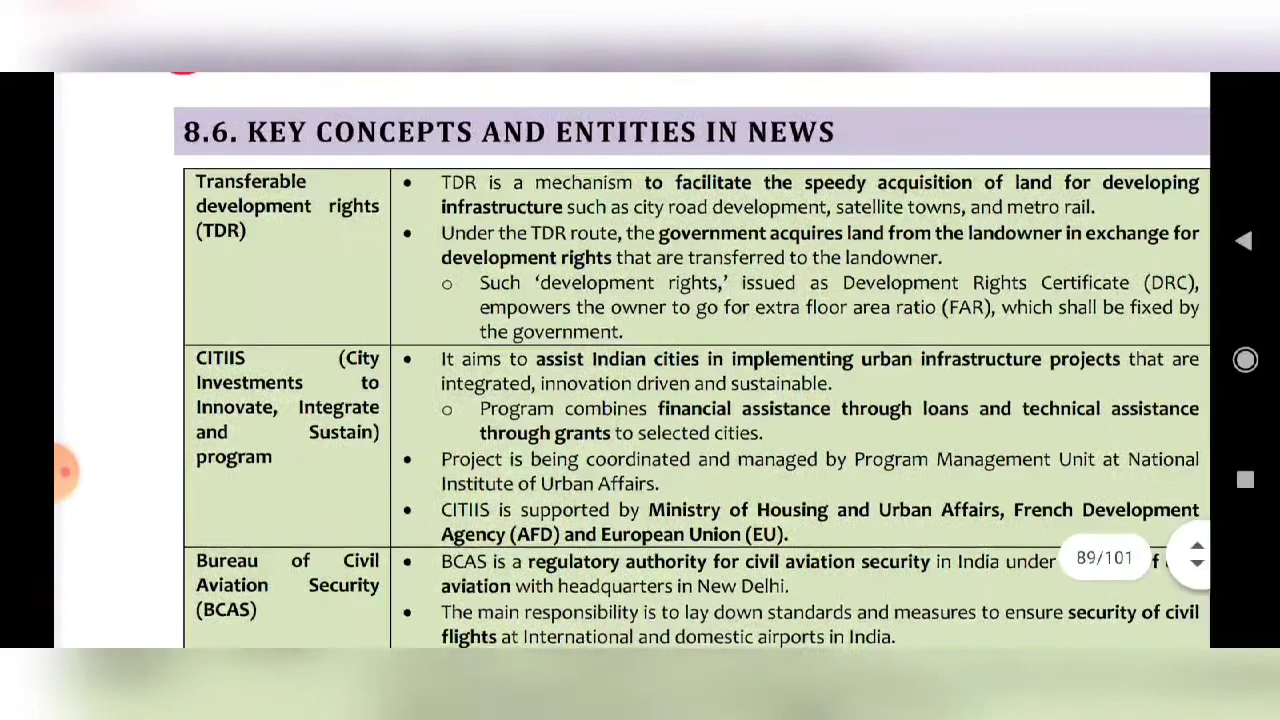 8.6. KEY CONCEPTS AND ENTITIES IN NEWS
Transferable
development rights
(TDR)
• TDR is a mechanism to facilitate the speedy acquisition of land for developing
infrastructure such as city road development, satellite towns, and metro rail.
• Under the TDR route, the government acquires land from the landowner in exchange for
development rights that are transferred to the landowner.
o Such ‘development rights,’ issued as Development Rights Certificate (DRC),
empowers the owner to go for extra floor area ratio (FAR), which shall be fixed by
the government.
CITIIS (City
Investments to
Innovate, Integrate
and Sustain)
program
• It aims to assist Indian cities in implementing urban infrastructure projects that are
integrated, innovation driven and sustainable.
o Program combines financial assistance through loans and technical assistance
through grants to selected cities.
• Project is being coordinated and managed by Program Management Unit at National
Institute of Urban Affairs.
• CITIIS is supported by Ministry of Housing and Urban Affairs, French Development
Agency (AFD) and European Union (EU).
Bureau of Civil
Aviation Security
(BCAS)
• BCAS is a regulatory authority for civil aviation security in India under
aviation with headquarters in New Delhi.
• The main responsibility is to lay down standards and measures to ensure security of civil
flights at International and domestic airports in India.
89/101